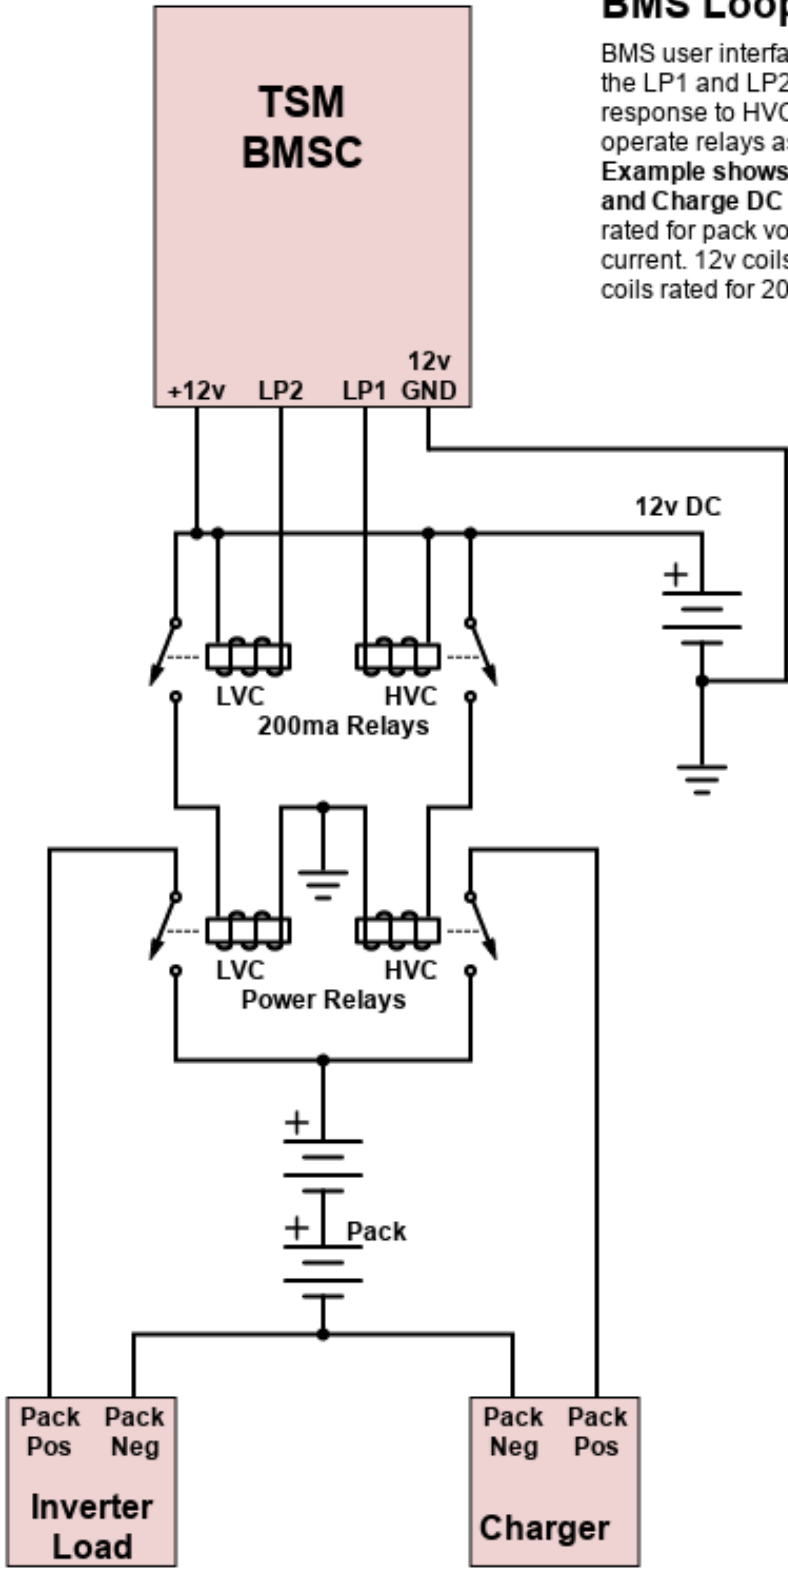 BMS Loop
BMS user interfa
the LP1 and LP2
response to HVC
operate relays as
Example shows
and Charge DC
rated for pack vo
current. 12v coils
coils rated for 20
TSM
BMSC
12v
+12v LP2 LP1 GND
12v DC
+
LVC HVC
200ma Relays
LVC HVC
Power Relays
+
+ Pack
Pack Pack Pack Pack
Pos Neg Neg Pos
Inverter
Load
Charger